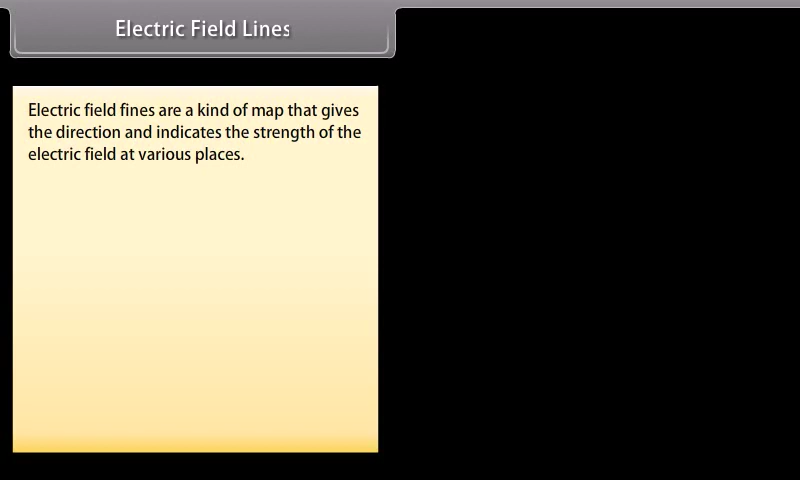 Electric Field Lines
Electric field fines are a kind of map that gives
the direction and indicates the strength of the
electric field at various places.